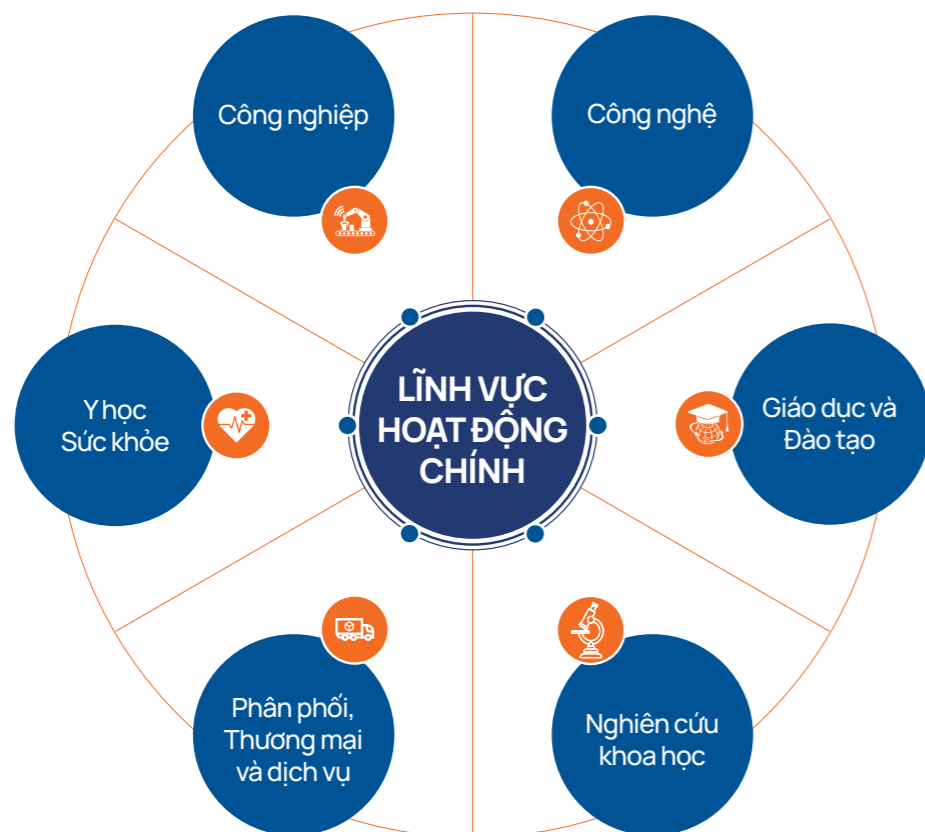 Công nghiệp
Công nghệ
Y học
Sức khỏe
LĨNH VỰC
HOẠT ĐỘNG
CHÍNH
Giáo dục và
Đào tạo
Phân phối,
Thương mại
và dịch vụ
Nghiên cứu
khoa học